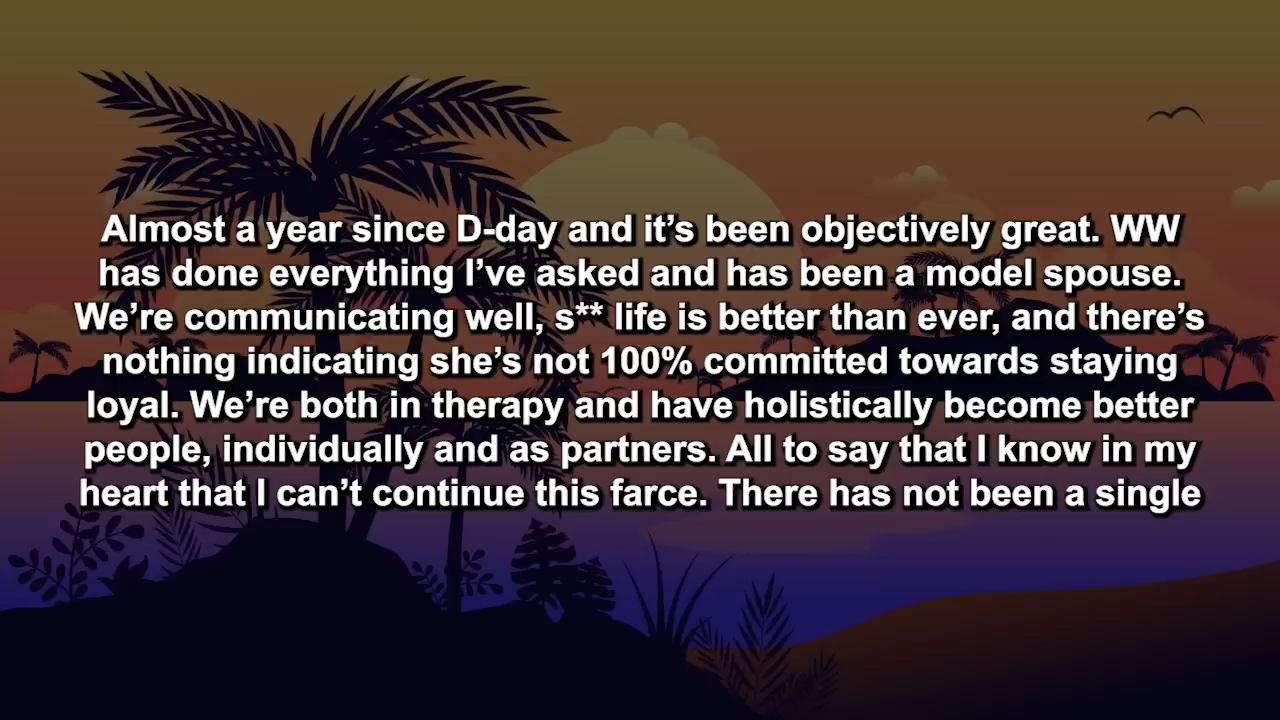 Almost a year since D-day and it’s been objectively great. WW
has done everything I’ve asked and has been a model spouse.
We’re communicating well, s** life is better than ever, and there’s
nothing indicating she’s not 100% committed towards staying
loyal. We’re both in therapy and have holistically become better
people, individually and as partners. All to say that I know in my
heart that I can’t continue this farce. There has not been a single